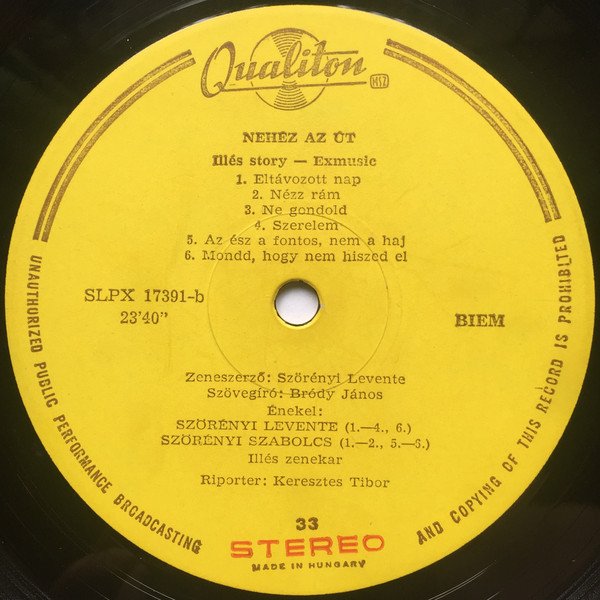 Qualiton
MHV
NEHÉZ AZ ÚT
Illés story — Exmusic
1. Eltávozott nap
2. Nézz rám
3. Ne gondold
4. Szerelem
5. Az ész a fontos, nem a haj
6. Mondd, hogy nem hiszed el
SLPX 17391-b
23'40"
BIEM
Zeneszerző: Szörényi Levente
Szövegíró: Bródy János
Énekel:
SZÖRÉNYI LEVENTE (1.—4., 6.)
SZÖRÉNYI SZABOLCS (1.—2., 5.—6.)
Illés zenekar
Riporter: Keresztes Tibor
33
STEREO
MADE IN HUNGARY
UNAUTHORIZED PUBLIC PERFORMANCE BROADCASTING
AND COPYING OF THIS RECORD IS PROHIBITED